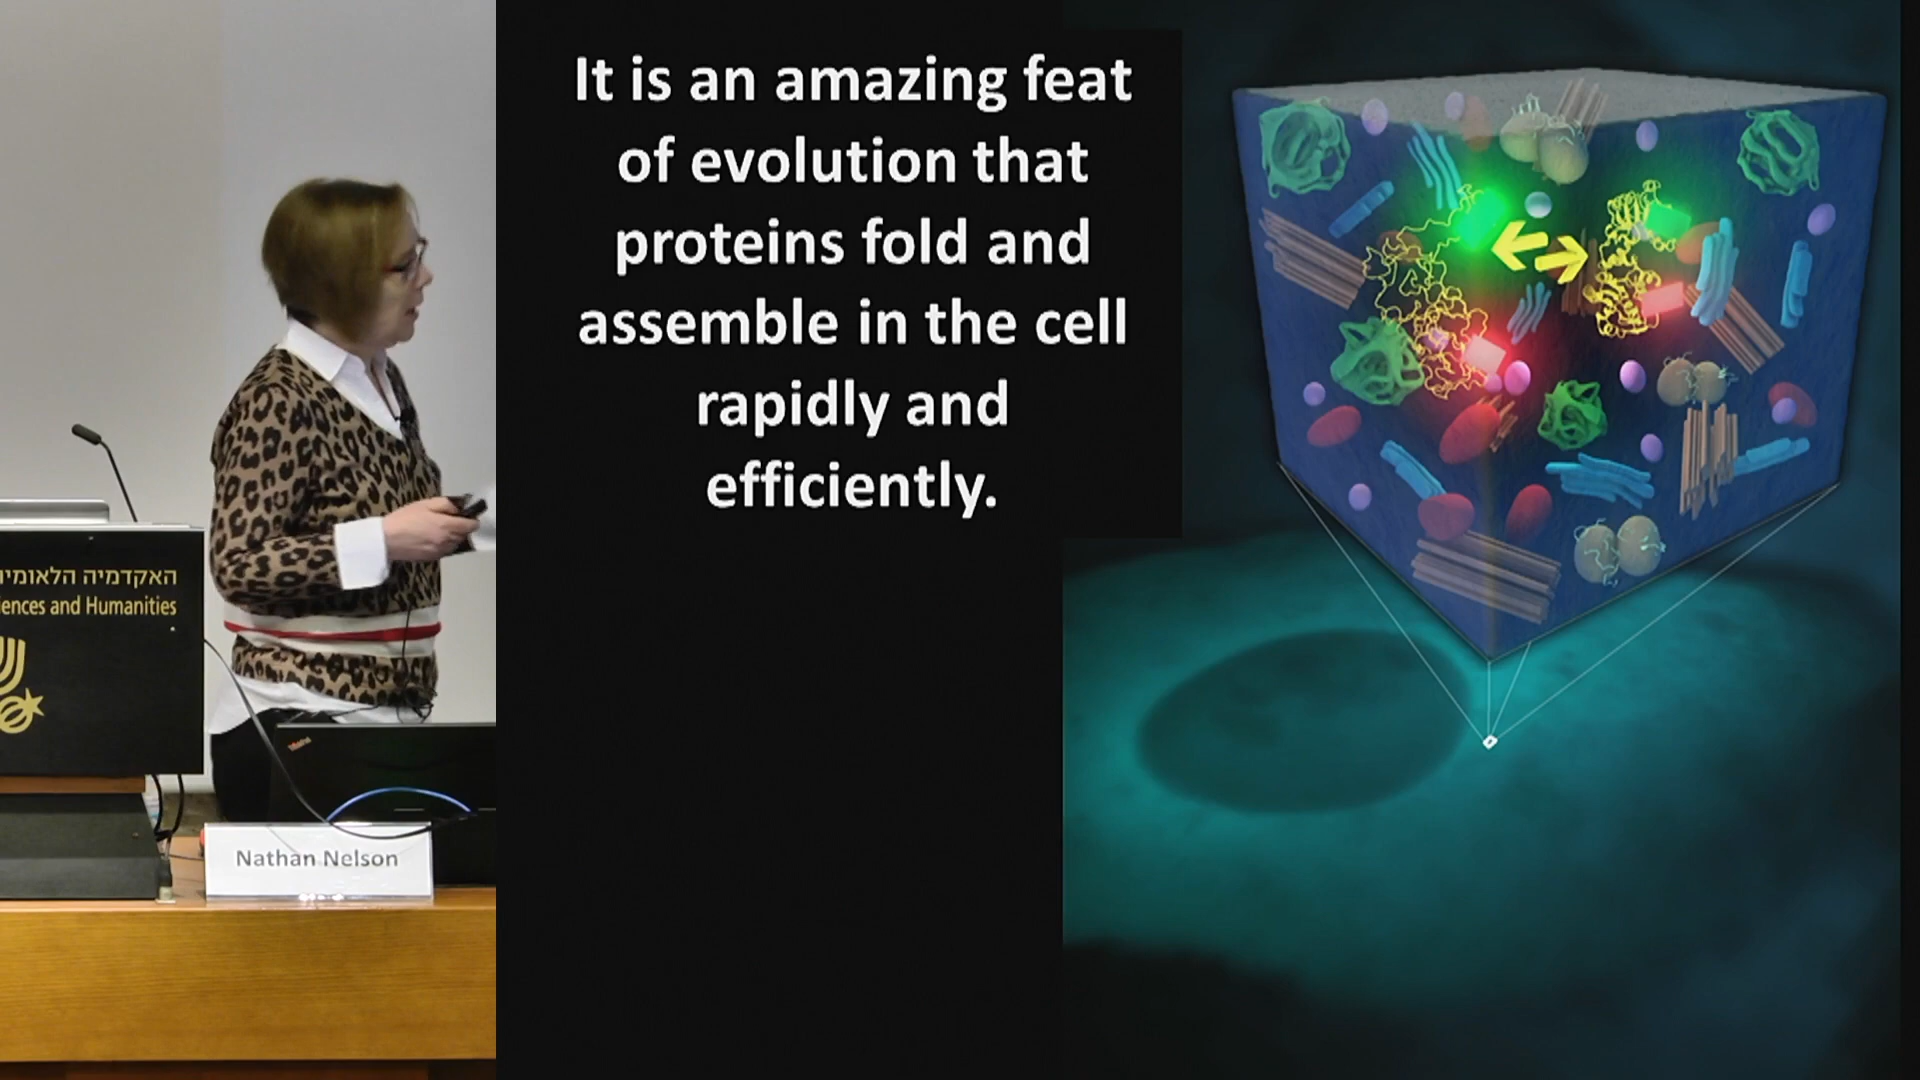 It is an amazing feat
of evolution that
proteins fold and
assemble in the cell
rapidly and
efficiently.
האקדמיה הלאומי
iences and Humanities
Nathan Nelson